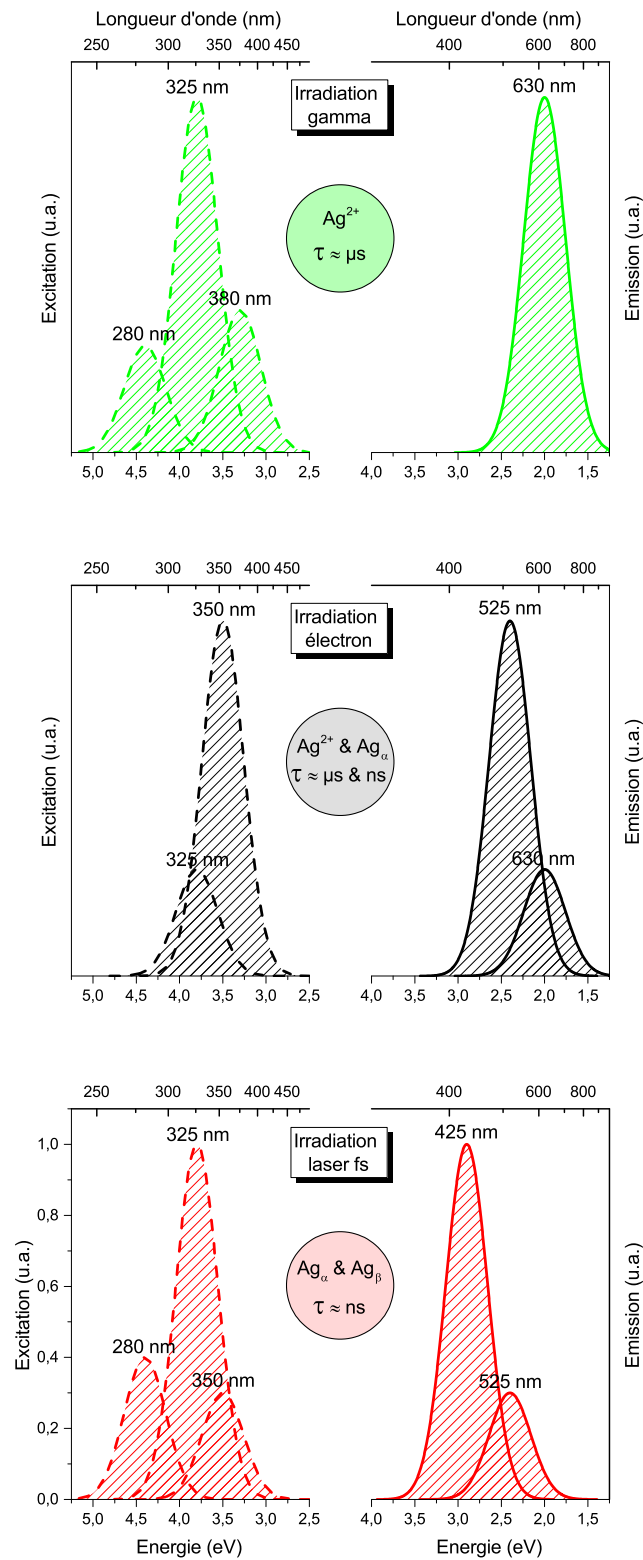 Longueur d'onde (nm)
Longueur d'onde (nm)
250 300 350 400 450
400 600 800
325 nm
Irradiation
gamma
630 nm
Excitation (u.a.)
Emission (u.a.)
Ag²⁺
τ ≈ µs
380 nm
280 nm
5,0 4,5 4,0 3,5 3,0 2,5
4,0 3,5 3,0 2,5 2,0 1,5
250 300 350 400 450
400 600 800
350 nm
Irradiation
électron
525 nm
Excitation (u.a.)
Emission (u.a.)
Ag²⁺ & Agα
τ ≈ µs & ns
325 nm
630 nm
5,0 4,5 4,0 3,5 3,0 2,5
4,0 3,5 3,0 2,5 2,0 1,5
250 300 350 400 450
400 600 800
325 nm
Irradiation
laser fs
425 nm
1,0
0,8
0,6
0,4
0,2
0,0
Excitation (u.a.)
Emission (u.a.)
Agα & Agβ
τ ≈ ns
280 nm
350 nm
525 nm
5,0 4,5 4,0 3,5 3,0 2,5
4,0 3,5 3,0 2,5 2,0 1,5
Energie (eV)
Energie (eV)